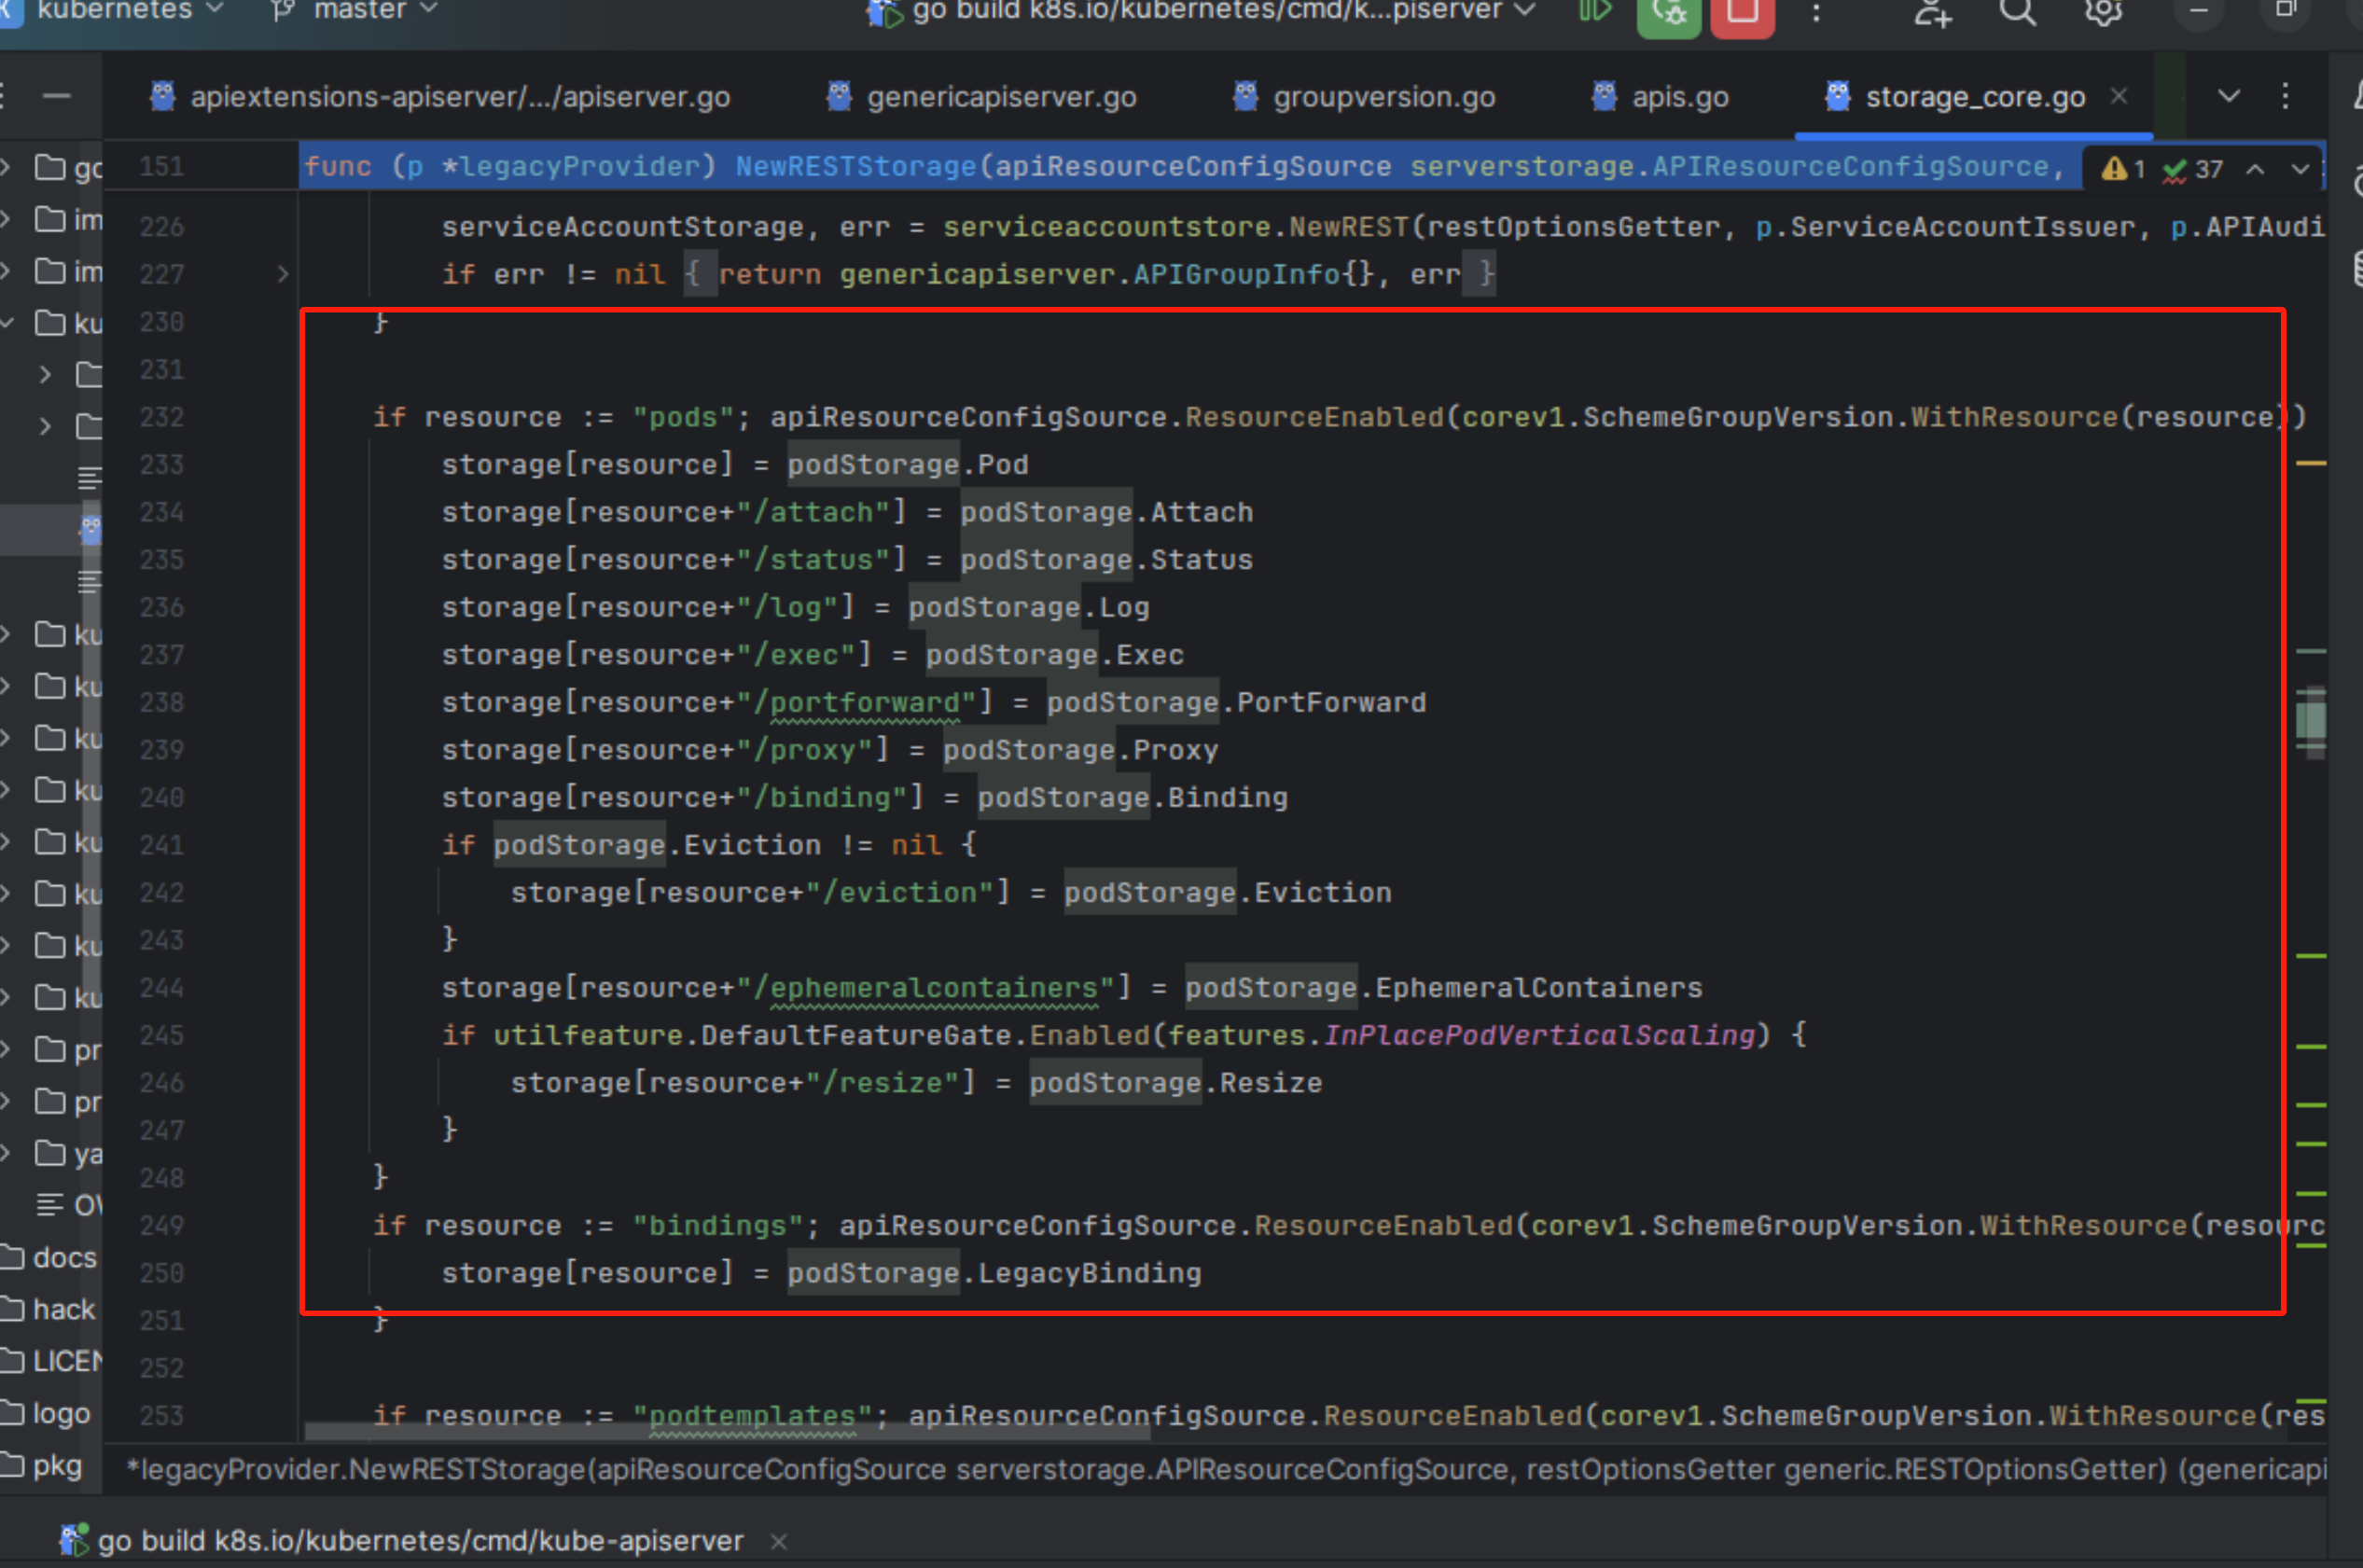 kubernetes master go build k8s.io/kubernetes/cmd/k...piserver
apiextensions-apiserver/.../apiserver.go genericapiserver.go groupversion.go apis.go storage_core.go
151 func (p *legacyProvider) NewRESTStorage(apiResourceConfigSource serverstorage.APIResourceConfigSource, 1 37
226 serviceAccountStorage, err = serviceaccountstore.NewREST(restOptionsGetter, p.ServiceAccountIssuer, p.APIAudi
227 if err != nil { return genericapiserver.APIGroupInfo{}, err }
230 }
231
232 if resource := "pods"; apiResourceConfigSource.ResourceEnabled(corev1.SchemeGroupVersion.WithResource(resource))
233 storage[resource] = podStorage.Pod
234 storage[resource+"/attach"] = podStorage.Attach
235 storage[resource+"/status"] = podStorage.Status
236 storage[resource+"/log"] = podStorage.Log
237 storage[resource+"/exec"] = podStorage.Exec
238 storage[resource+"/portforward"] = podStorage.PortForward
239 storage[resource+"/proxy"] = podStorage.Proxy
240 storage[resource+"/binding"] = podStorage.Binding
241 if podStorage.Eviction != nil {
242 storage[resource+"/eviction"] = podStorage.Eviction
243 }
244 storage[resource+"/ephemeralcontainers"] = podStorage.EphemeralContainers
245 if utilfeature.DefaultFeatureGate.Enabled(features.InPlacePodVerticalScaling) {
246 storage[resource+"/resize"] = podStorage.Resize
247 }
248 }
249 if resource := "bindings"; apiResourceConfigSource.ResourceEnabled(corev1.SchemeGroupVersion.WithResource(resourc
250 storage[resource] = podStorage.LegacyBinding
251 }
252
253 if resource := "podtemplates"; apiResourceConfigSource.ResourceEnabled(corev1.SchemeGroupVersion.WithResource(res
go
im
im
ku
ku
ku
ku
ku
ku
ku
ku
ku
pr
pr
ya
OW
docs
hack
LICEN
logo
pkg
*legacyProvider.NewRESTStorage(apiResourceConfigSource serverstorage.APIResourceConfigSource, restOptionsGetter generic.RESTOptionsGetter) (genericapi
go build k8s.io/kubernetes/cmd/kube-apiserver